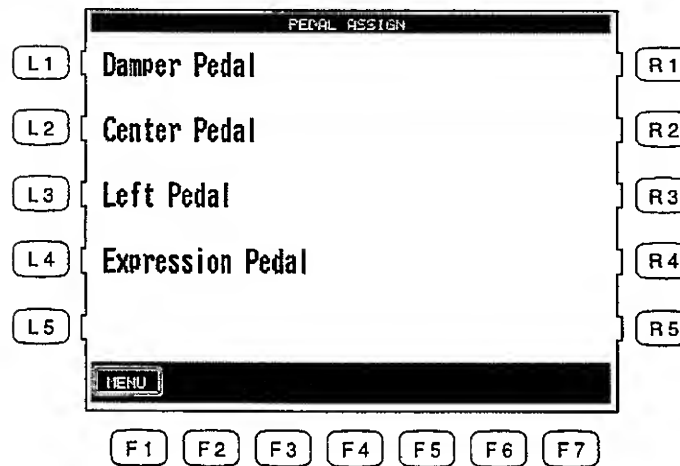 PEDAL ASSIGN
L1 Damper Pedal R1
L2 Center Pedal R2
L3 Left Pedal R3
L4 Expression Pedal R4
L5 R5
MENU
F1 F2 F3 F4 F5 F6 F7